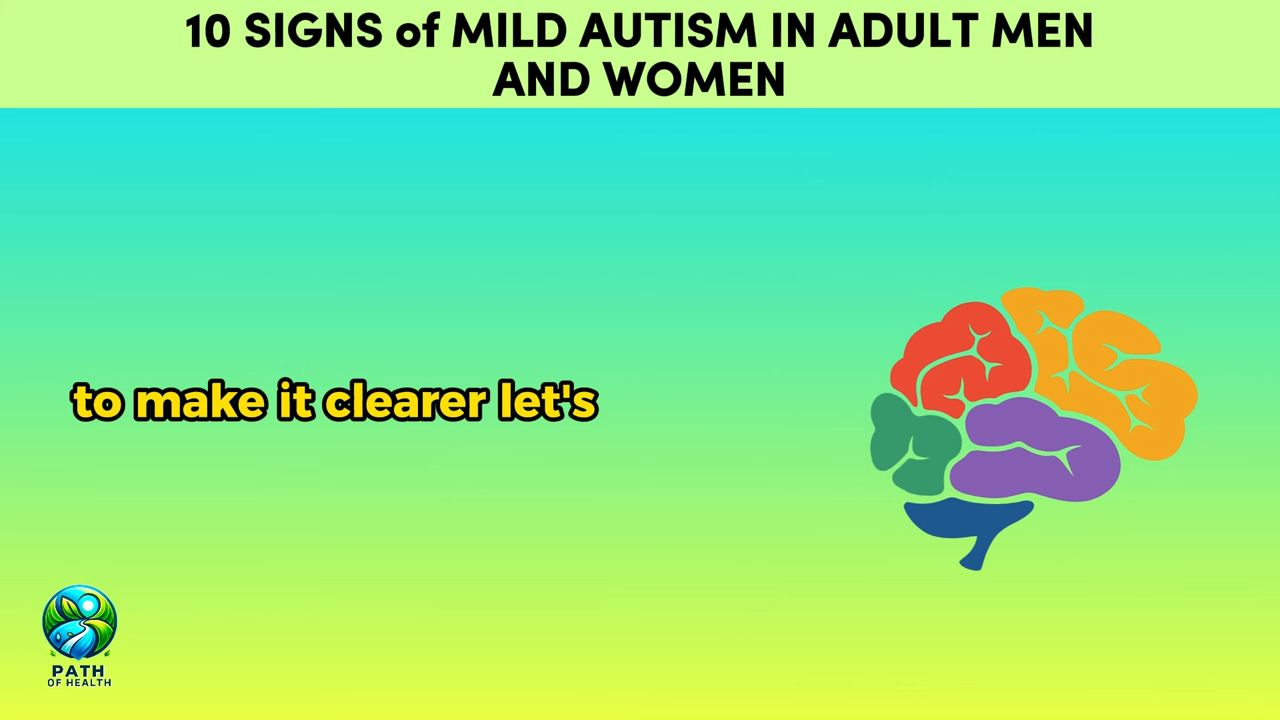 10 SIGNS of MILD AUTISM IN ADULT MEN
AND WOMEN
to make it clearer let's
PATH
OF HEALTH